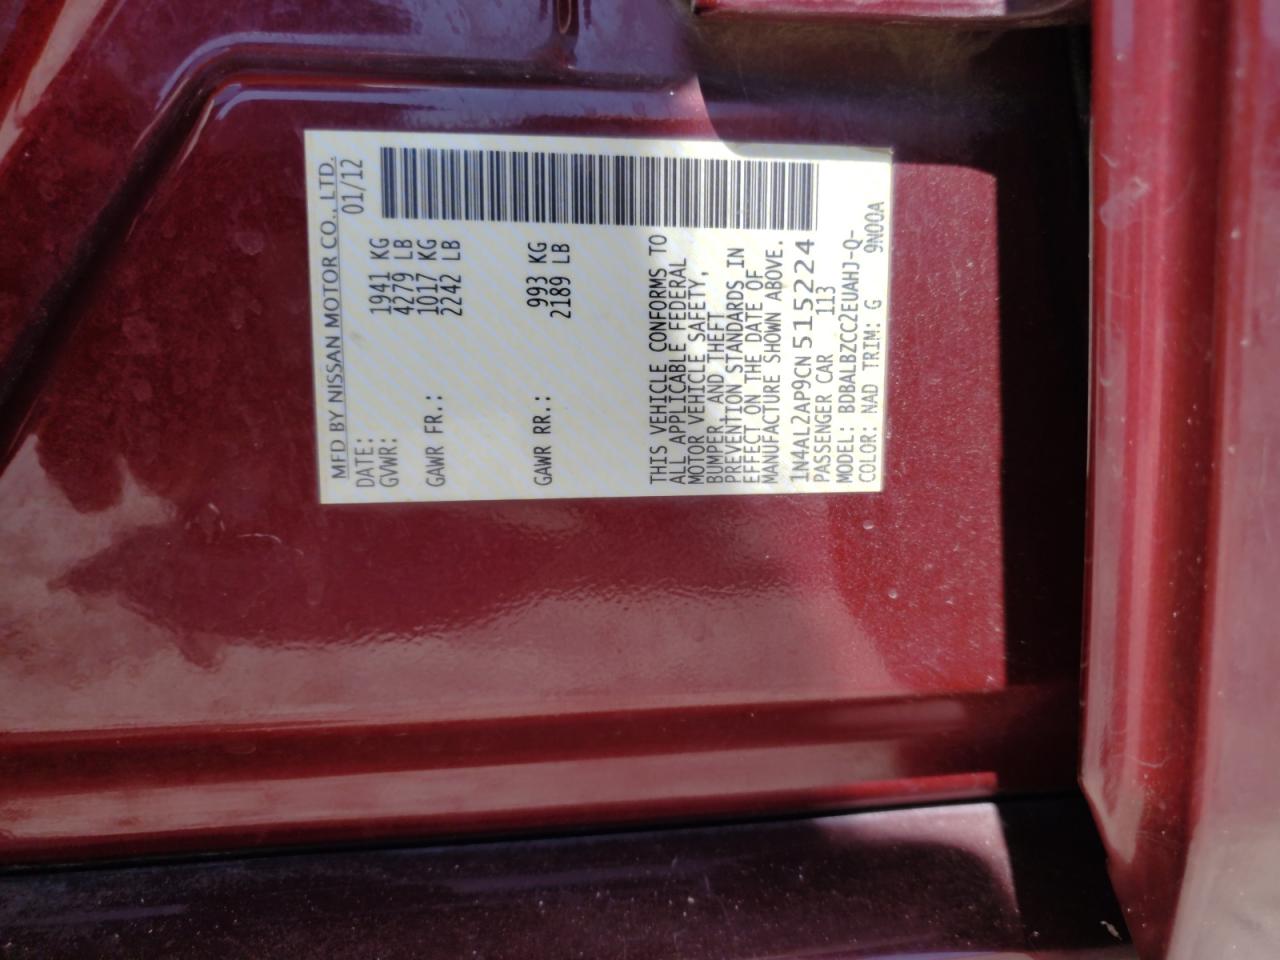 MFD BY NISSAN MOTOR CO., LTD.
DATE: 01/12
GVWR: 1941 KG
4279 LB
GAWR FR.: 1017 KG
2242 LB
GAWR RR.: 993 KG
2189 LB
THIS VEHICLE CONFORMS TO
ALL APPLICABLE FEDERAL
MOTOR VEHICLE SAFETY,
BUMPER, AND THEFT
PREVENTION STANDARDS IN
EFFECT ON THE DATE OF
MANUFACTURE SHOWN ABOVE.
1N4AL2AP9CN515224
PASSENGER CAR 113
MODEL: BDBALBZCC2EUAHJ-Q-
COLOR: NAD TRIM: G 9N00A